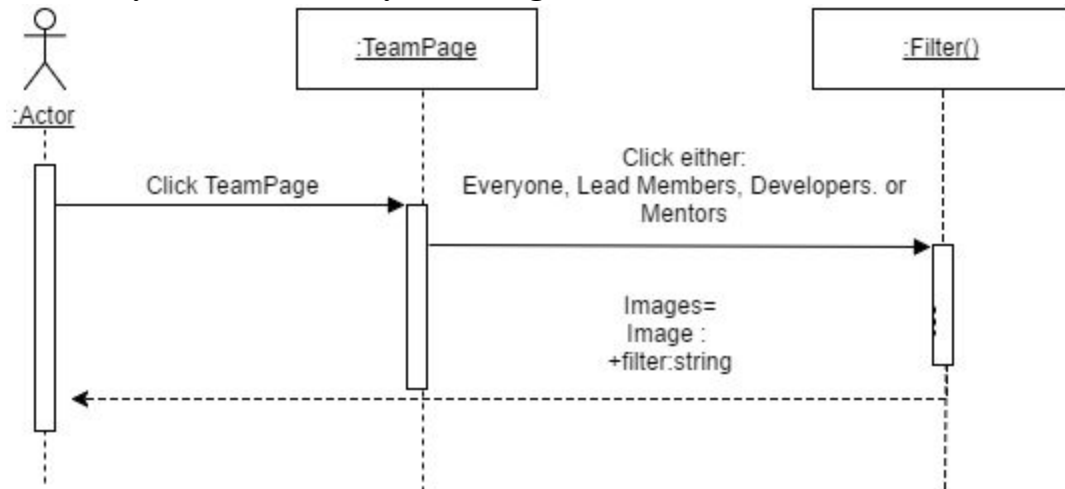 :TeamPage
:Filter()
:Actor
Click TeamPage
Click either:
Everyone, Lead Members, Developers. or
Mentors
Images=
Image :
+filter:string